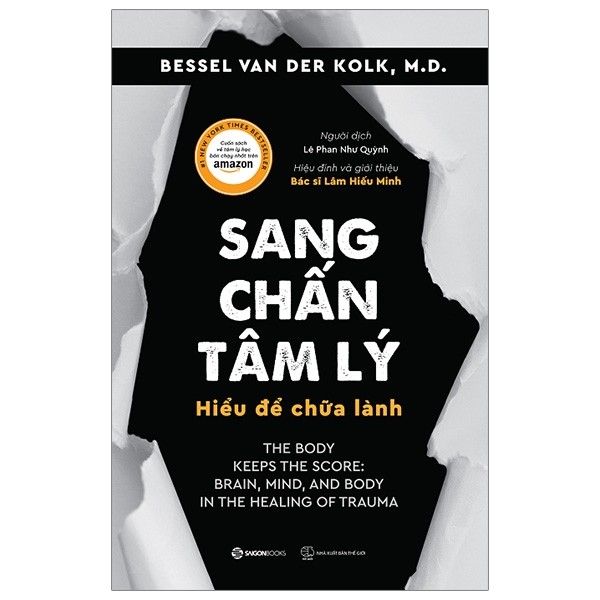 BESSEL VAN DER KOLK, M.D.
#1 NEW YORK TIMES BESTSELLER
Cuốn sách
về tâm lý học
bán chạy nhất trên
amazon
Người dịch
Lê Phan Như Quỳnh
Hiệu đính và giới thiệu
Bác sĩ Lâm Hiếu Minh
SANG
CHẤN
TÂM LÝ
Hiểu để chữa lành
THE BODY
KEEPS THE SCORE:
BRAIN, MIND, AND BODY
IN THE HEALING OF TRAUMA
SAIGONBOOKS
NHÀ XUẤT BẢN THẾ GIỚI